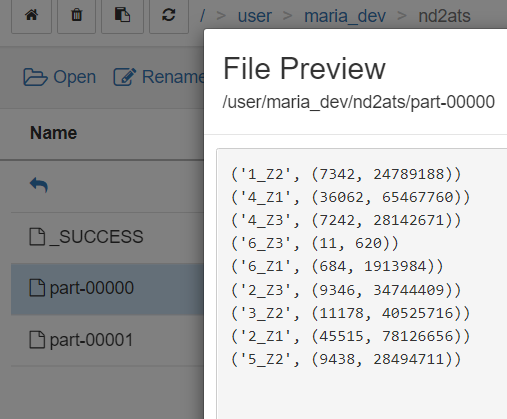 / > user > maria_dev > nd2ats
Open Rename
Name
_SUCCESS
part-00000
part-00001
File Preview
/user/maria_dev/nd2ats/part-00000
('1_Z2', (7342, 24789188))
('4_Z1', (36062, 65467760))
('4_Z3', (7242, 28142671))
('6_Z3', (11, 620))
('6_Z1', (684, 1913984))
('2_Z3', (9346, 34744409))
('3_Z2', (11178, 40525716))
('2_Z1', (45515, 78126656))
('5_Z2', (9438, 28494711))